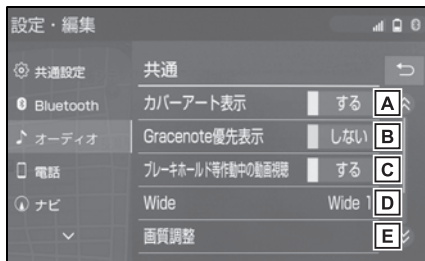 設定・編集
共通設定
Bluetooth
オーディオ
電話
ナビ
共通
カバーアート表示 する A
Gracenote優先表示 しない B
ブレーキホールド等作動中の動画視聴 する C
Wide Wide 1 D
画質調整 E